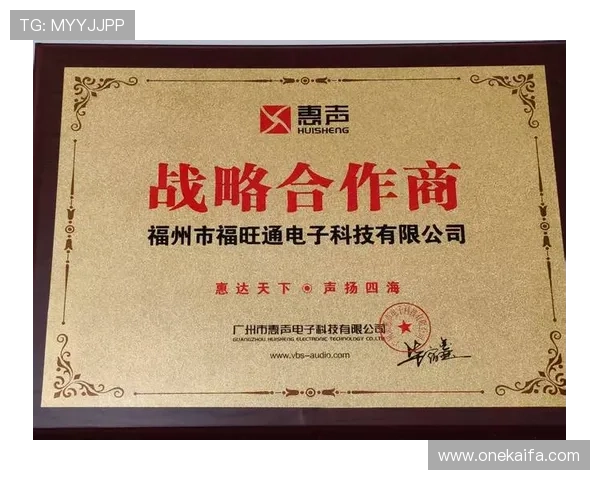 TG: MYYJJPP
惠声
HUISHENG
战略合作商
福州市福旺通电子科技有限公司
惠达天下 声扬四海
广州市惠声电子科技有限公司
GUANGZHOU HUISHENG ELECTRONIC TECHNOLOGY CO.,LTD
www.vbs-audio.com
www.onekaifa.com